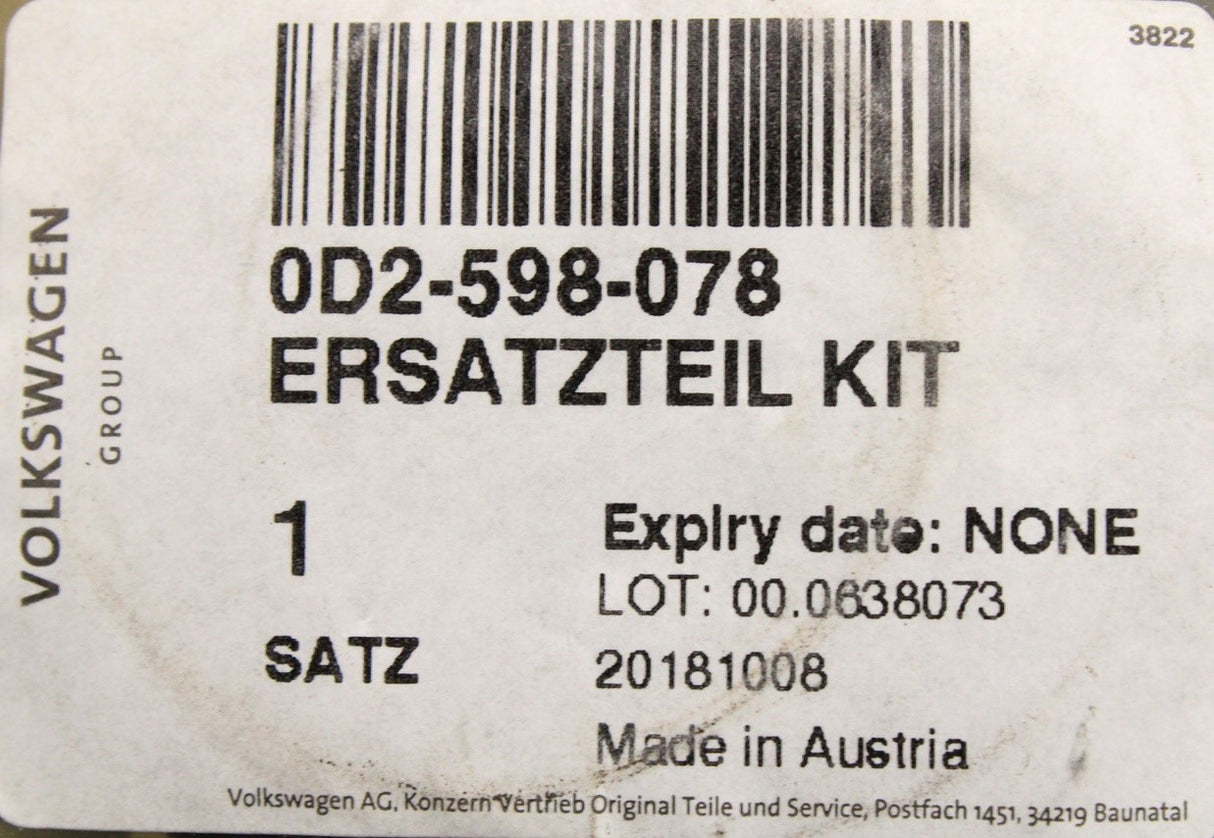 3822
VOLKSWAGEN
GROUP
0D2-598-078
ERSATZTEIL KIT
1
SATZ
Expiry date: NONE
LOT: 00.0638073
20181008
Made in Austria
Volkswagen AG, Konzern Vertrieb Original Teile und Service, Postfach 1451, 34219 Baunatal